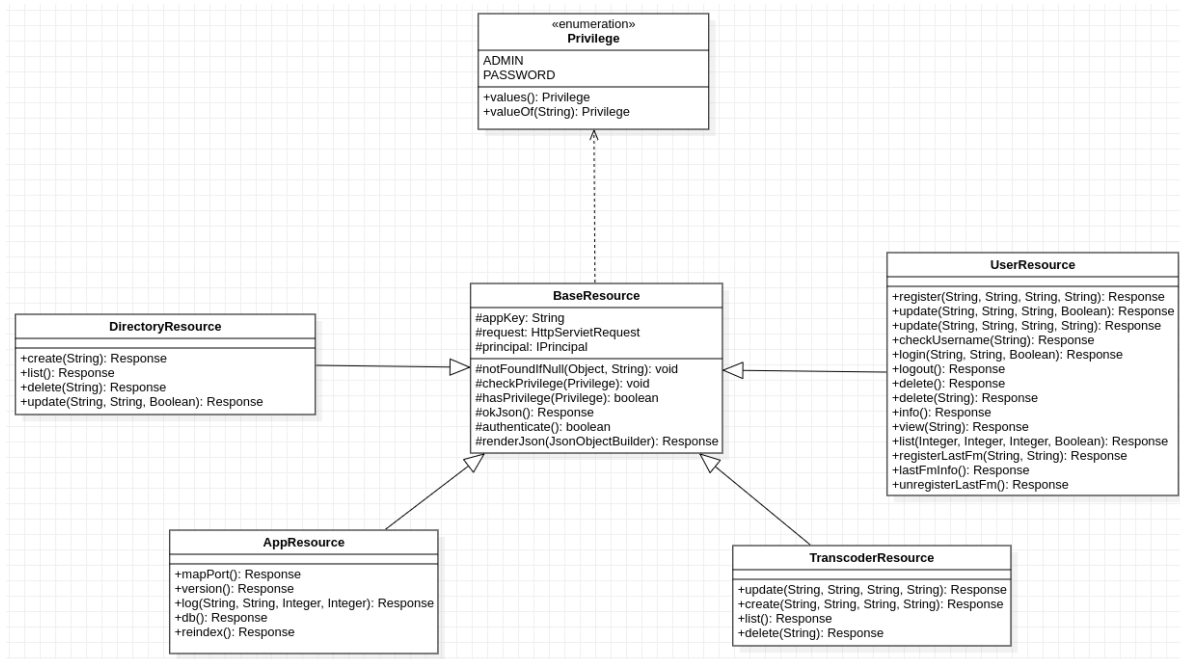 «enumeration»
Privilege
ADMIN
PASSWORD
+values(): Privilege
+valueOf(String): Privilege
BaseResource
#appKey: String
#request: HttpServletRequest
#principal: IPrincipal
#notFoundIfNull(Object, String): void
#checkPrivilege(Privilege): void
#hasPrivilege(Privilege): boolean
#okJson(): Response
#authenticate(): boolean
#renderJson(JsonObjectBuilder): Response
DirectoryResource
+create(String): Response
+list(): Response
+delete(String): Response
+update(String, String, Boolean): Response
UserResource
+register(String, String, String, String): Response
+update(String, String, String, Boolean): Response
+update(String, String, String, String): Response
+checkUsername(String): Response
+login(String, String, Boolean): Response
+logout(): Response
+delete(): Response
+delete(String): Response
+info(): Response
+view(String): Response
+list(Integer, Integer, Integer, Boolean): Response
+registerLastFm(String, String): Response
+lastFmInfo(): Response
+unregisterLastFm(): Response
AppResource
+mapPort(): Response
+version(): Response
+log(String, String, Integer, Integer): Response
+db(): Response
+reindex(): Response
TranscoderResource
+update(String, String, String, String): Response
+create(String, String, String, String): Response
+list(): Response
+delete(String): Response